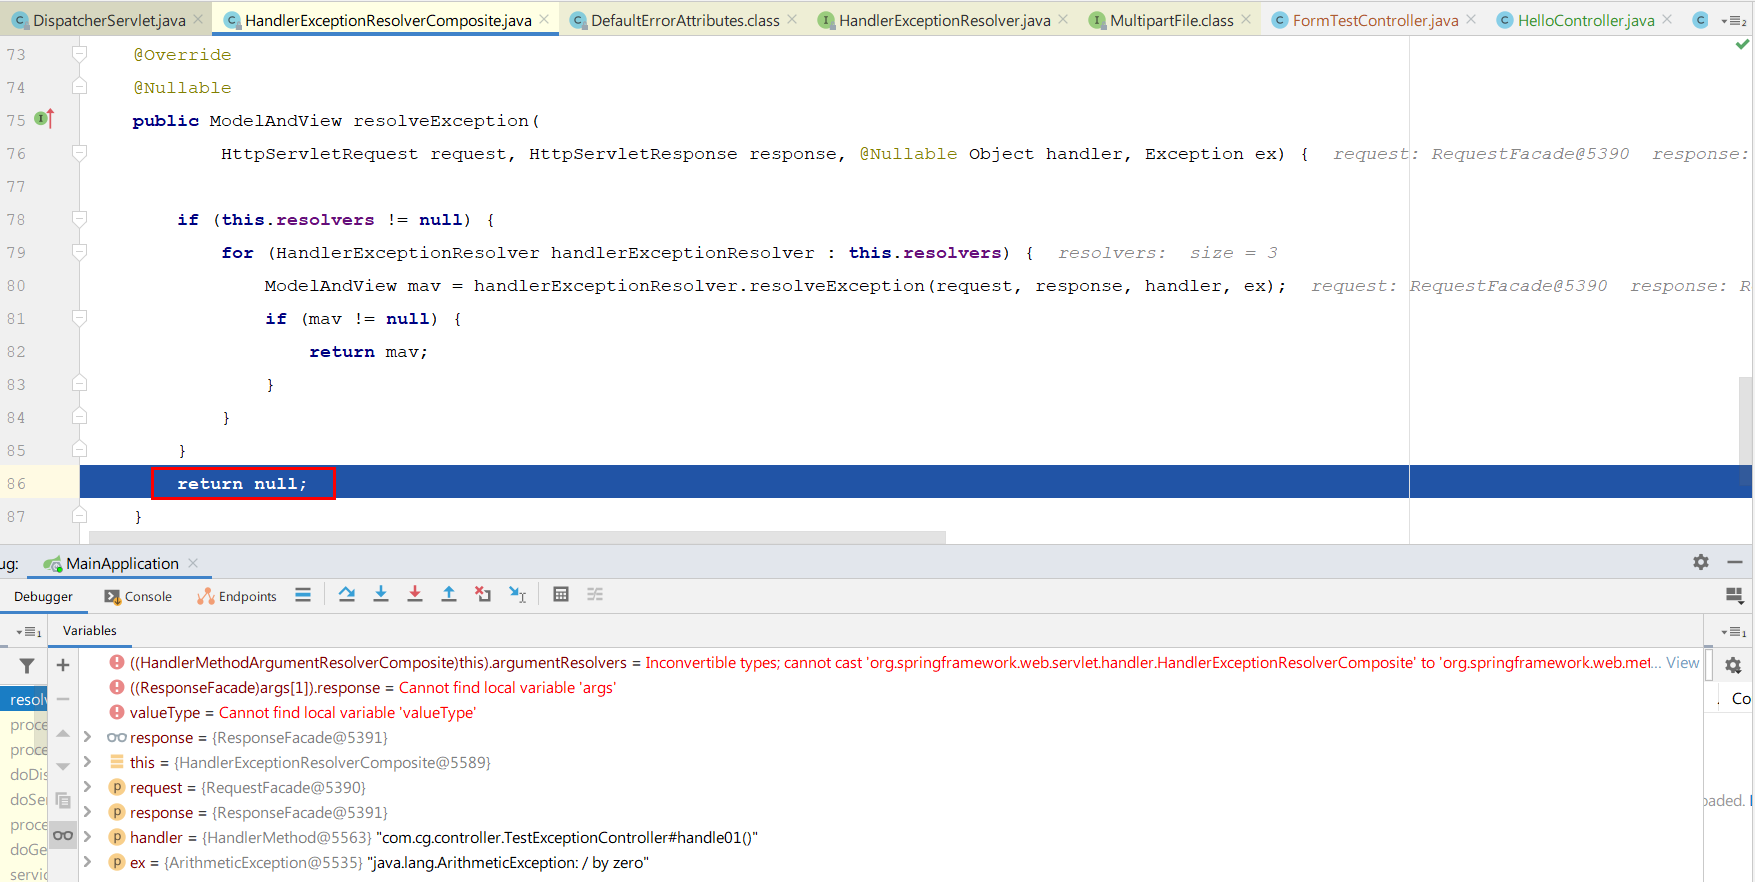 DispatcherServlet.java HandlerExceptionResolverComposite.java DefaultErrorAttributes.class HandlerExceptionResolver.java MultipartFile.class FormTestController.java HelloController.java
73 @Override
74 @Nullable
75 public ModelAndView resolveException(
76 HttpServletRequest request, HttpServletResponse response, @Nullable Object handler, Exception ex) { request: RequestFacade@5390 response:
77
78 if (this.resolvers != null) {
79 for (HandlerExceptionResolver handlerExceptionResolver : this.resolvers) { resolvers: size = 3
80 ModelAndView mav = handlerExceptionResolver.resolveException(request, response, handler, ex); request: RequestFacade@5390 response: R
81 if (mav != null) {
82 return mav;
83 }
84 }
85 }
86 return null;
87 }
ug: MainApplication
Debugger Console Endpoints
Variables
((HandlerMethodArgumentResolverComposite)this).argumentResolvers = Inconvertible types; cannot cast 'org.springframework.web.servlet.handler.HandlerExceptionResolverComposite' to 'org.springframework.web.met... View
((ResponseFacade)args[1]).response = Cannot find local variable 'args'
resolv
Co
valueType = Cannot find local variable 'valueType'
proce
response = {ResponseFacade@5391}
proce
this = {HandlerExceptionResolverComposite@5589}
doDis
request = {RequestFacade@5390}
doSer
response = {ResponseFacade@5391}
aded.
proce
handler = {HandlerMethod@5563} "com.cg.controller.TestExceptionController#handle01()"
doGe
ex = {ArithmeticException@5535} "java.lang.ArithmeticException: / by zero"
servic